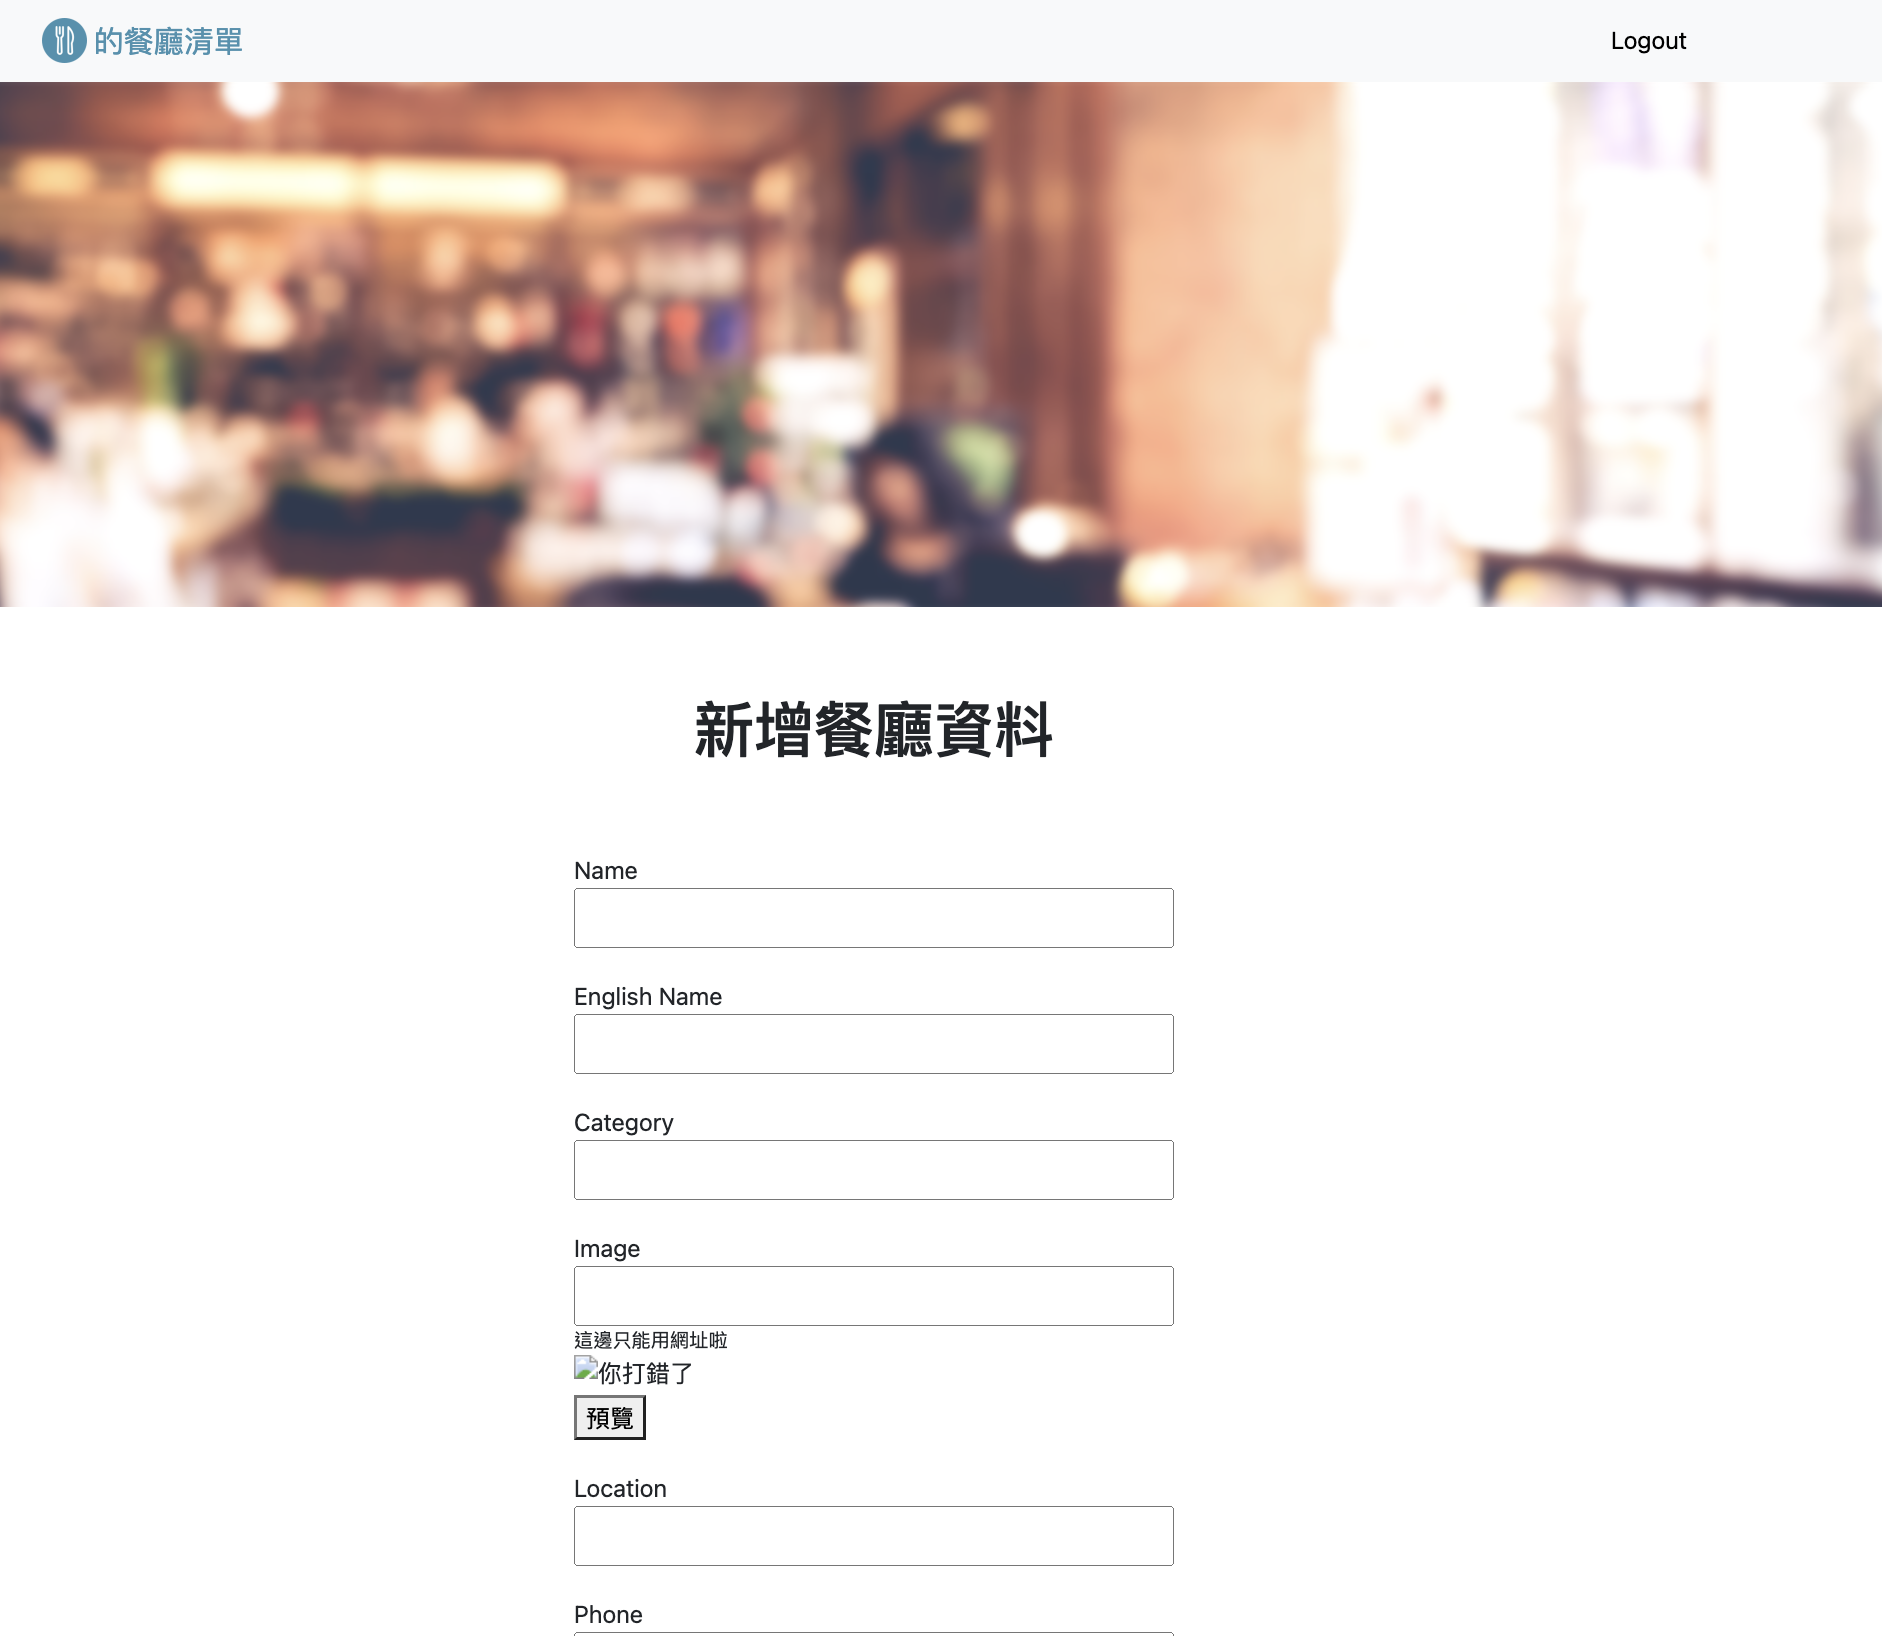 的餐廳清單
Logout
新增餐廳資料
Name
English Name
Category
Image
這邊只能用網址啦
你打錯了
預覽
Location
Phone